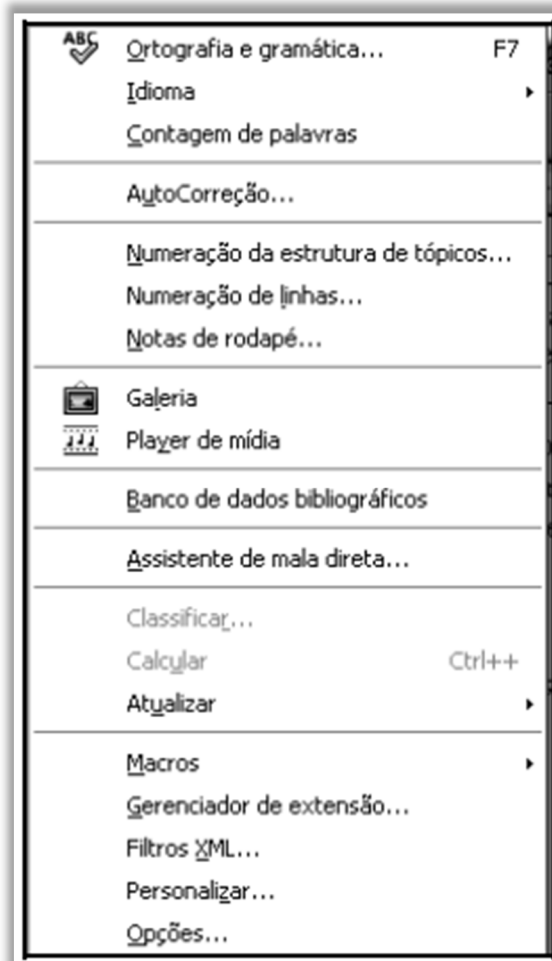 ABC Ortografia e gramática... F7
Idioma
Contagem de palavras
AutoCorreção...
Numeração da estrutura de tópicos...
Numeração de linhas...
Notas de rodapé...
Galeria
Player de mídia
Banco de dados bibliográficos
Assistente de mala direta...
Classificar...
Calcular Ctrl++
Atualizar
Macros
Gerenciador de extensão...
Filtros XML...
Personalizar...
Opções...